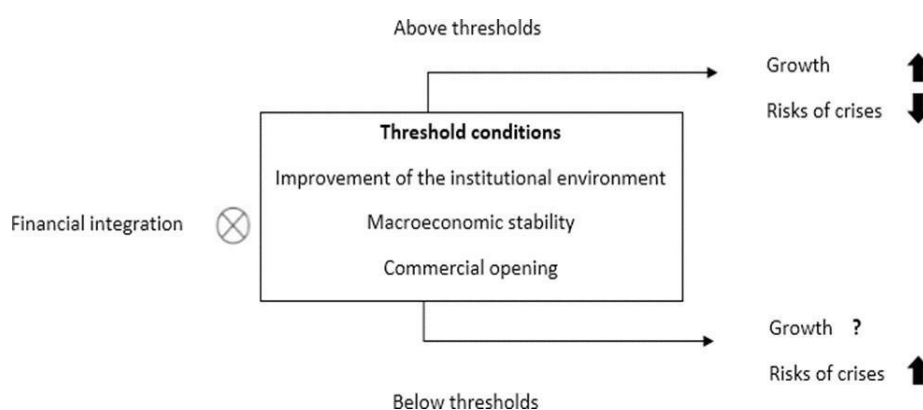 Above thresholds
Growth
Risks of crises
Threshold conditions
Improvement of the institutional environment
Macroeconomic stability
Commercial opening
Financial integration
Growth ?
Risks of crises
Below thresholds